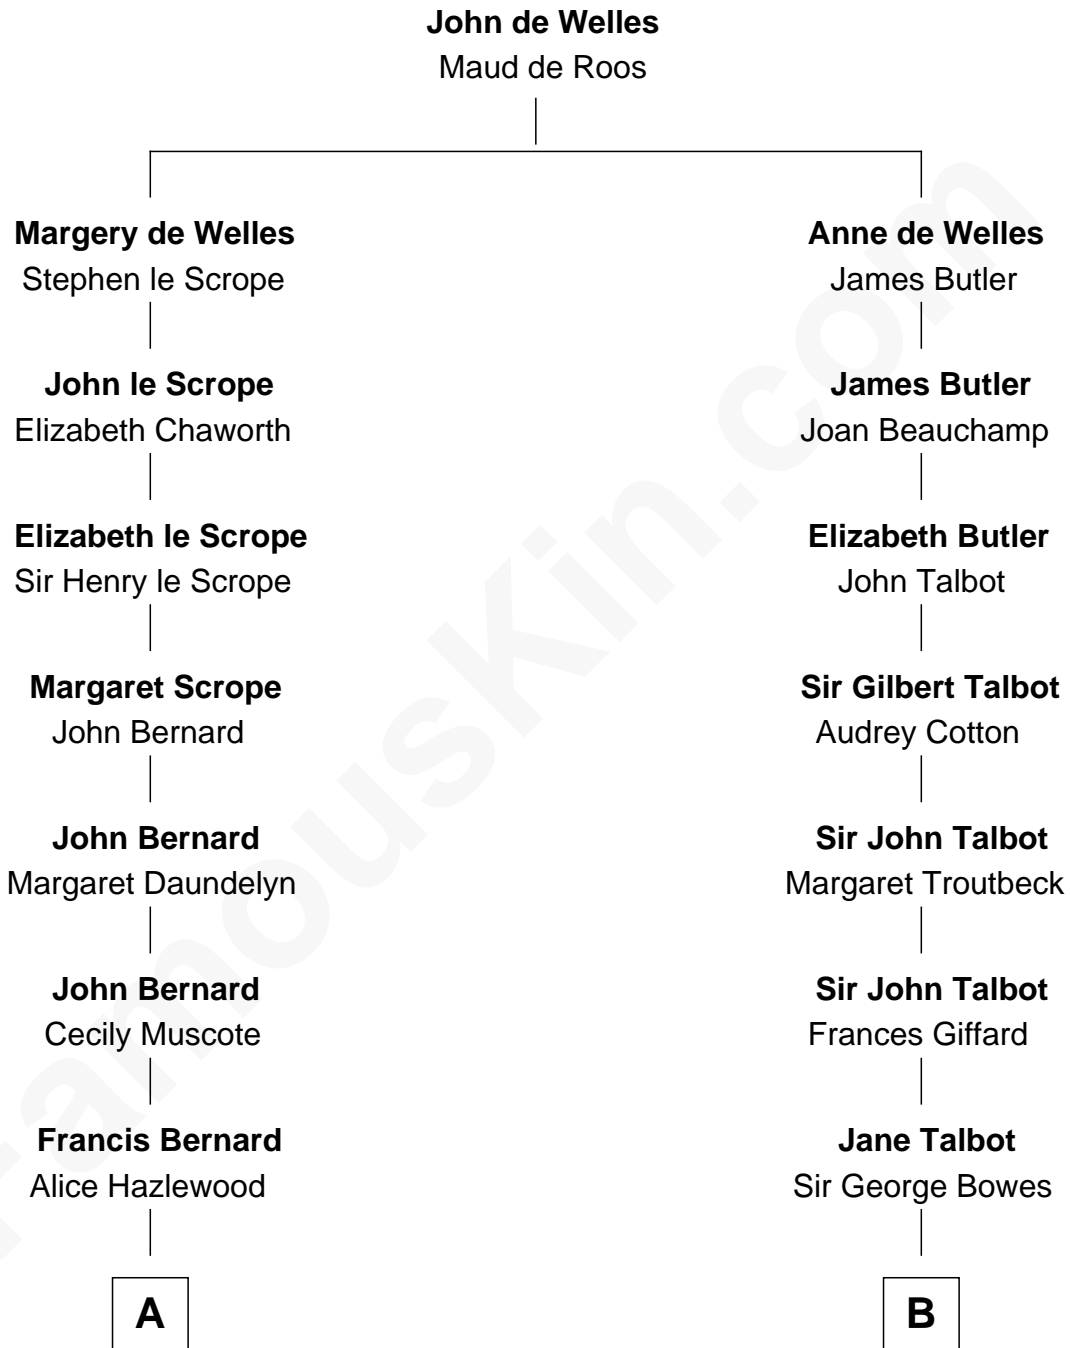 John de Welles
Maud de Roos
Margery de Welles
Stephen le Scrope
Anne de Welles
James Butler
John le Scrope
Elizabeth Chaworth
James Butler
Joan Beauchamp
Elizabeth le Scrope
Sir Henry le Scrope
Elizabeth Butler
John Talbot
Margaret Scrope
John Bernard
Sir Gilbert Talbot
Audrey Cotton
John Bernard
Margaret Daundelyn
Sir John Talbot
Margaret Troutbeck
John Bernard
Cecily Muscote
Sir John Talbot
Frances Giffard
Francis Bernard
Alice Hazlewood
Jane Talbot
Sir George Bowes
A
B
FamousKin.com